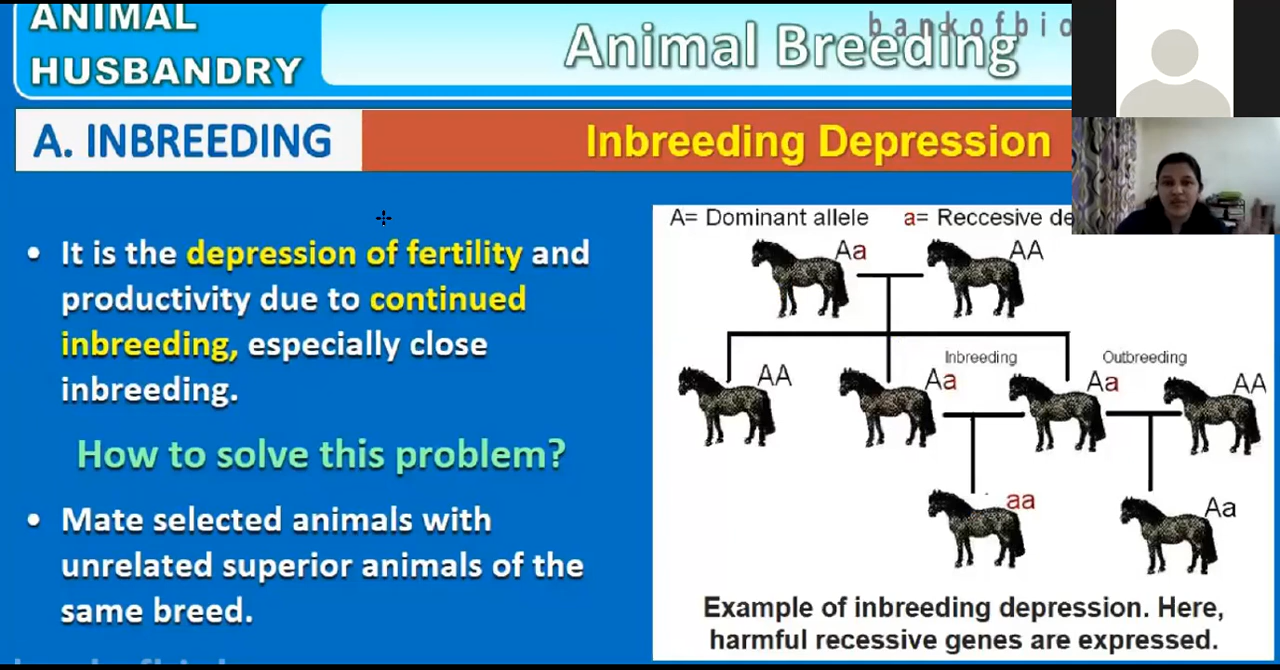 ANIMAL
HUSBANDRY
Animal Breeding
bankofbio
A. INBREEDING
Inbreeding Depression
• It is the depression of fertility and
productivity due to continued
inbreeding, especially close
inbreeding.
How to solve this problem?
• Mate selected animals with
unrelated superior animals of the
same breed.
A= Dominant allele a= Reccesive de
Aa
AA
Inbreeding
Outbreeding
AA
Aa
Aa
AA
aa
Aa
Example of inbreeding depression. Here,
harmful recessive genes are expressed.